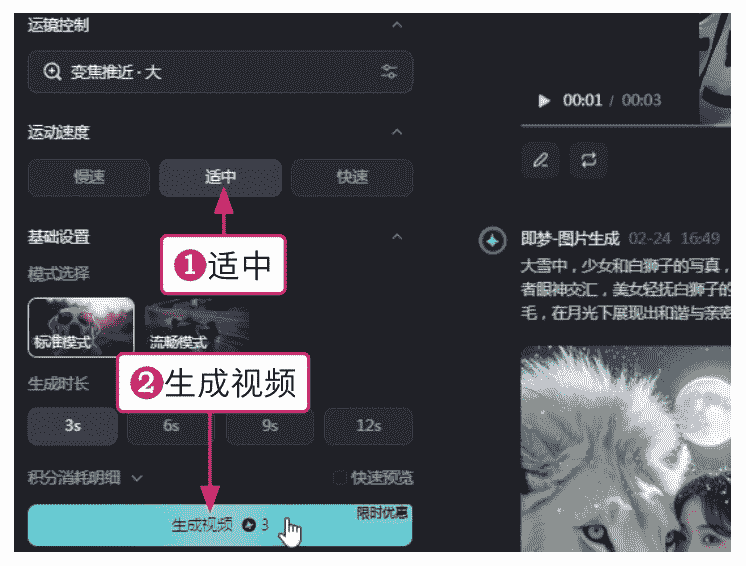 运镜控制
变焦推近·大
运动速度
慢速 适中 快速
❶适中
基础设置
模式选择
标准模式 流畅模式
❷生成视频
生成时长
3s 6s 9s 12s
积分消耗明细 快速预览
生成视频 3 限时优惠
00:01 / 00:03
即梦-图片生成 02-24 16:49
大雪中，少女和白狮子的写真，
者眼神交汇，美女轻抚白狮子的
毛，在月光下展现出和谐与亲密